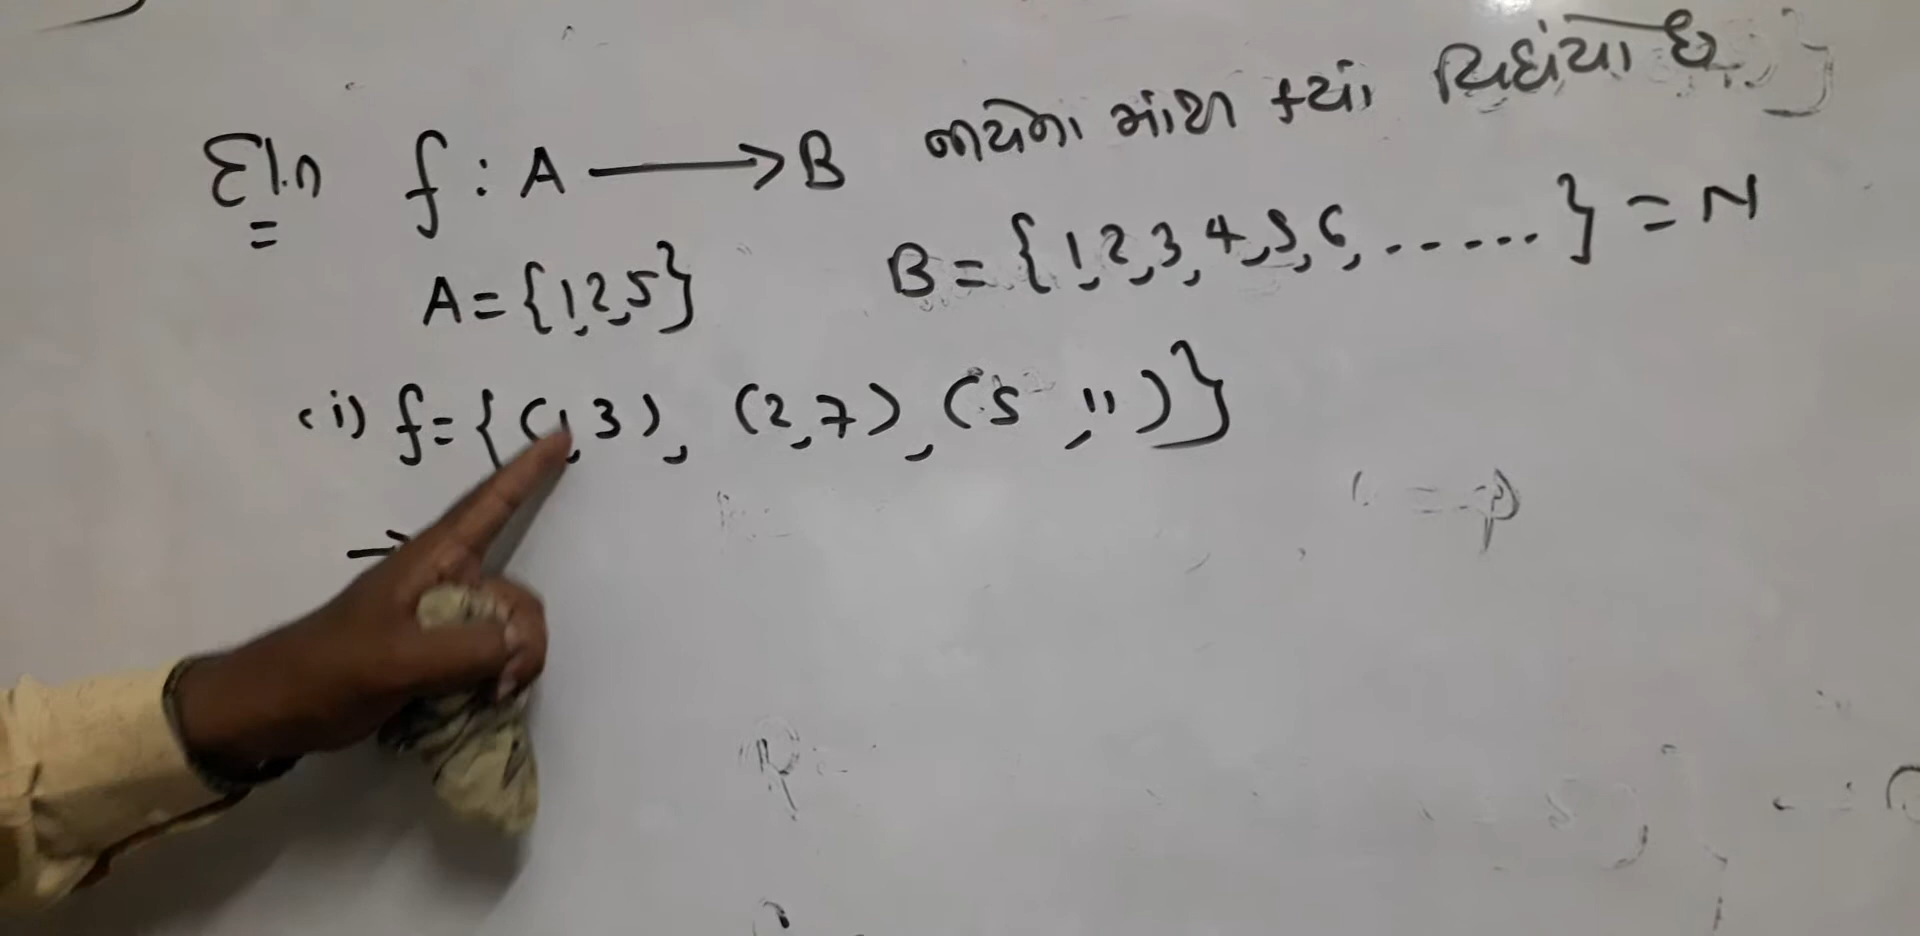 દા.ત f : A ⟶ B નીચેના માંથી ક્યાં વિધેયો છે
A = {1, 2, 5} B = {1, 2, 3, 4, 5, 6, ......} = N
(i) f = {(1, 3), (2, 7), (5, 11)}
→